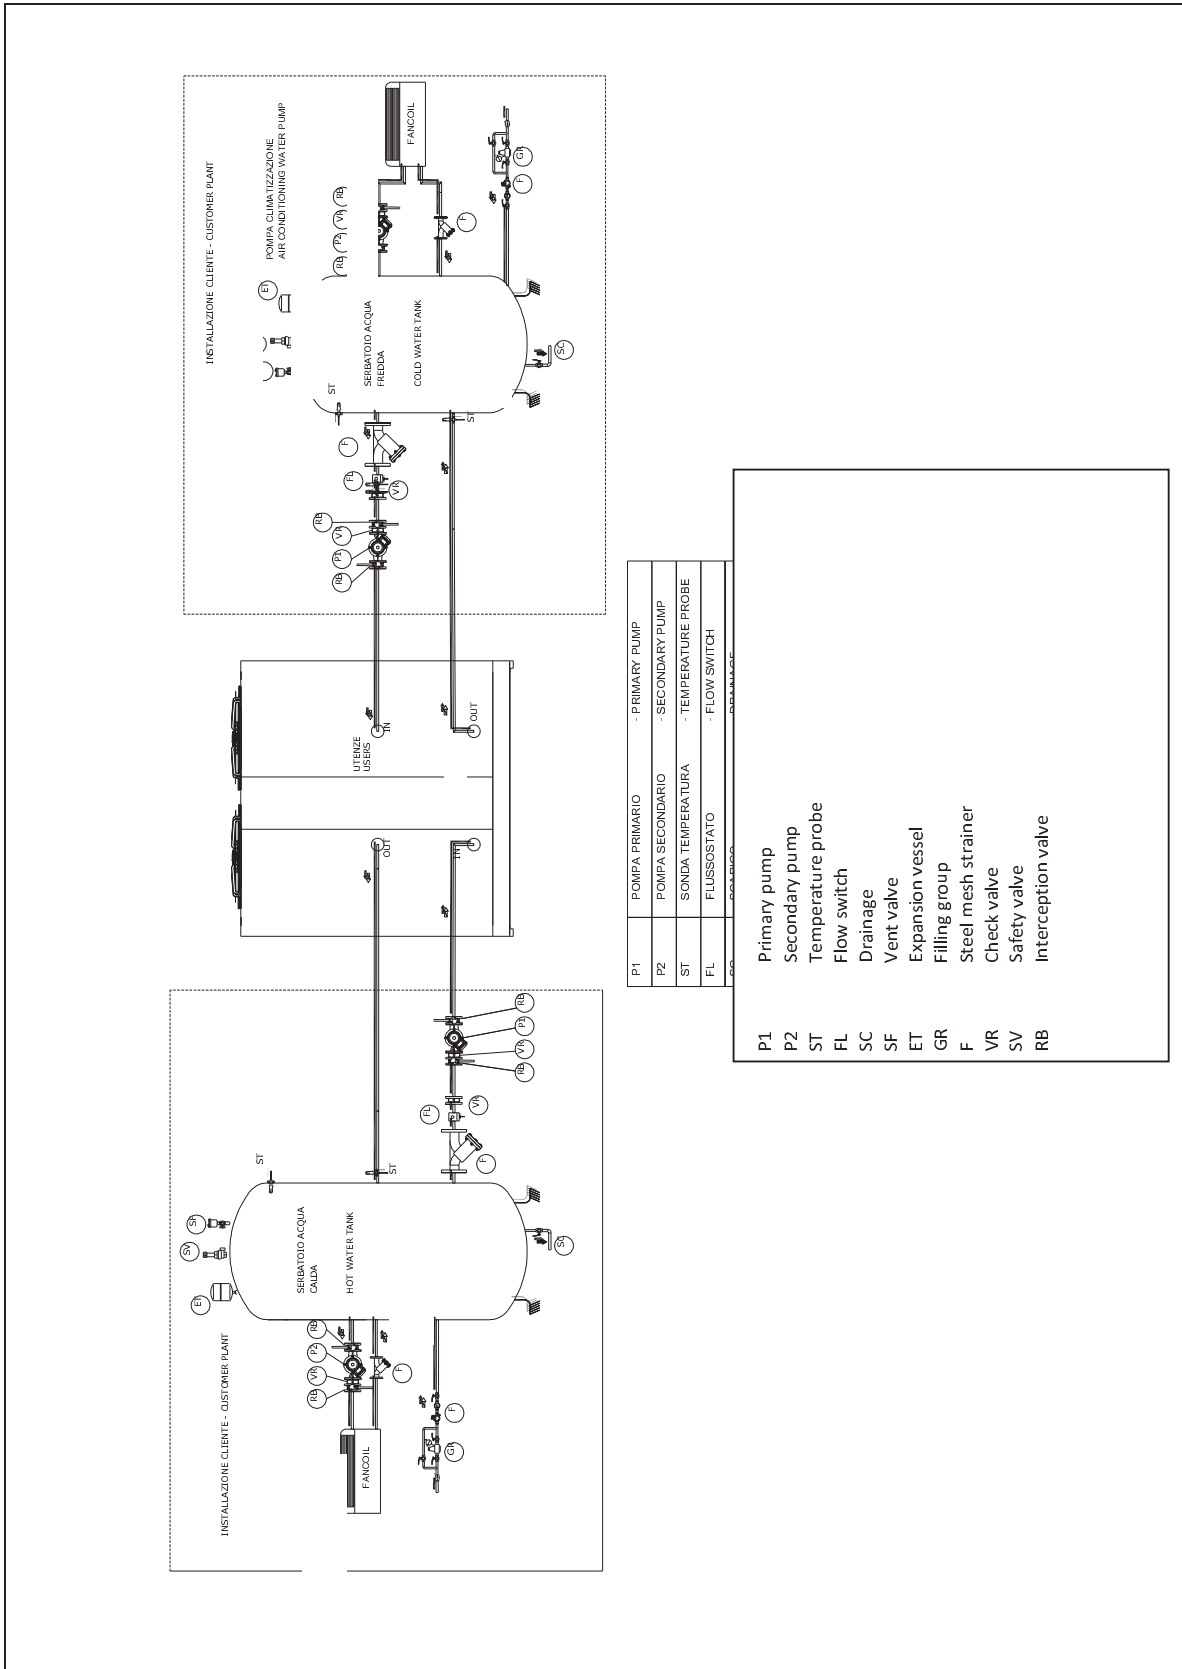 INSTALLAZIONE CLIENTE - CUSTOMER PLANT
ET
SV
SF
ST
SERBATOIO ACQUA
CALDA
HOT WATER TANK
RB
VR
P2
RB
FANCOIL
F
GR
F
ST
FL
VR
F
RB
VR
P1
RB
SC
OUT
IN
UTENZE
USERS
IN
OUT
INSTALLAZIONE CLIENTE - CUSTOMER PLANT
POMPA CLIMATIZZAZIONE
AIR CONDITIONING WATER PUMP
ET
ST
SERBATOIO ACQUA
FREDDA
COLD WATER TANK
RB
P2
VR
RB
FANCOIL
F
F
GR
RB
P1
VR
RB
FL
VR
F
ST
SC
P1 POMPA PRIMARIO - PRIMARY PUMP
P2 POMPA SECONDARIO - SECONDARY PUMP
ST SONDA TEMPERATURA - TEMPERATURE PROBE
FL FLUSSOSTATO - FLOW SWITCH
P1 Primary pump
P2 Secondary pump
ST Temperature probe
FL Flow switch
SC Drainage
SF Vent valve
ET Expansion vessel
GR Filling group
F Steel mesh strainer
VR Check valve
SV Safety valve
RB Interception valve